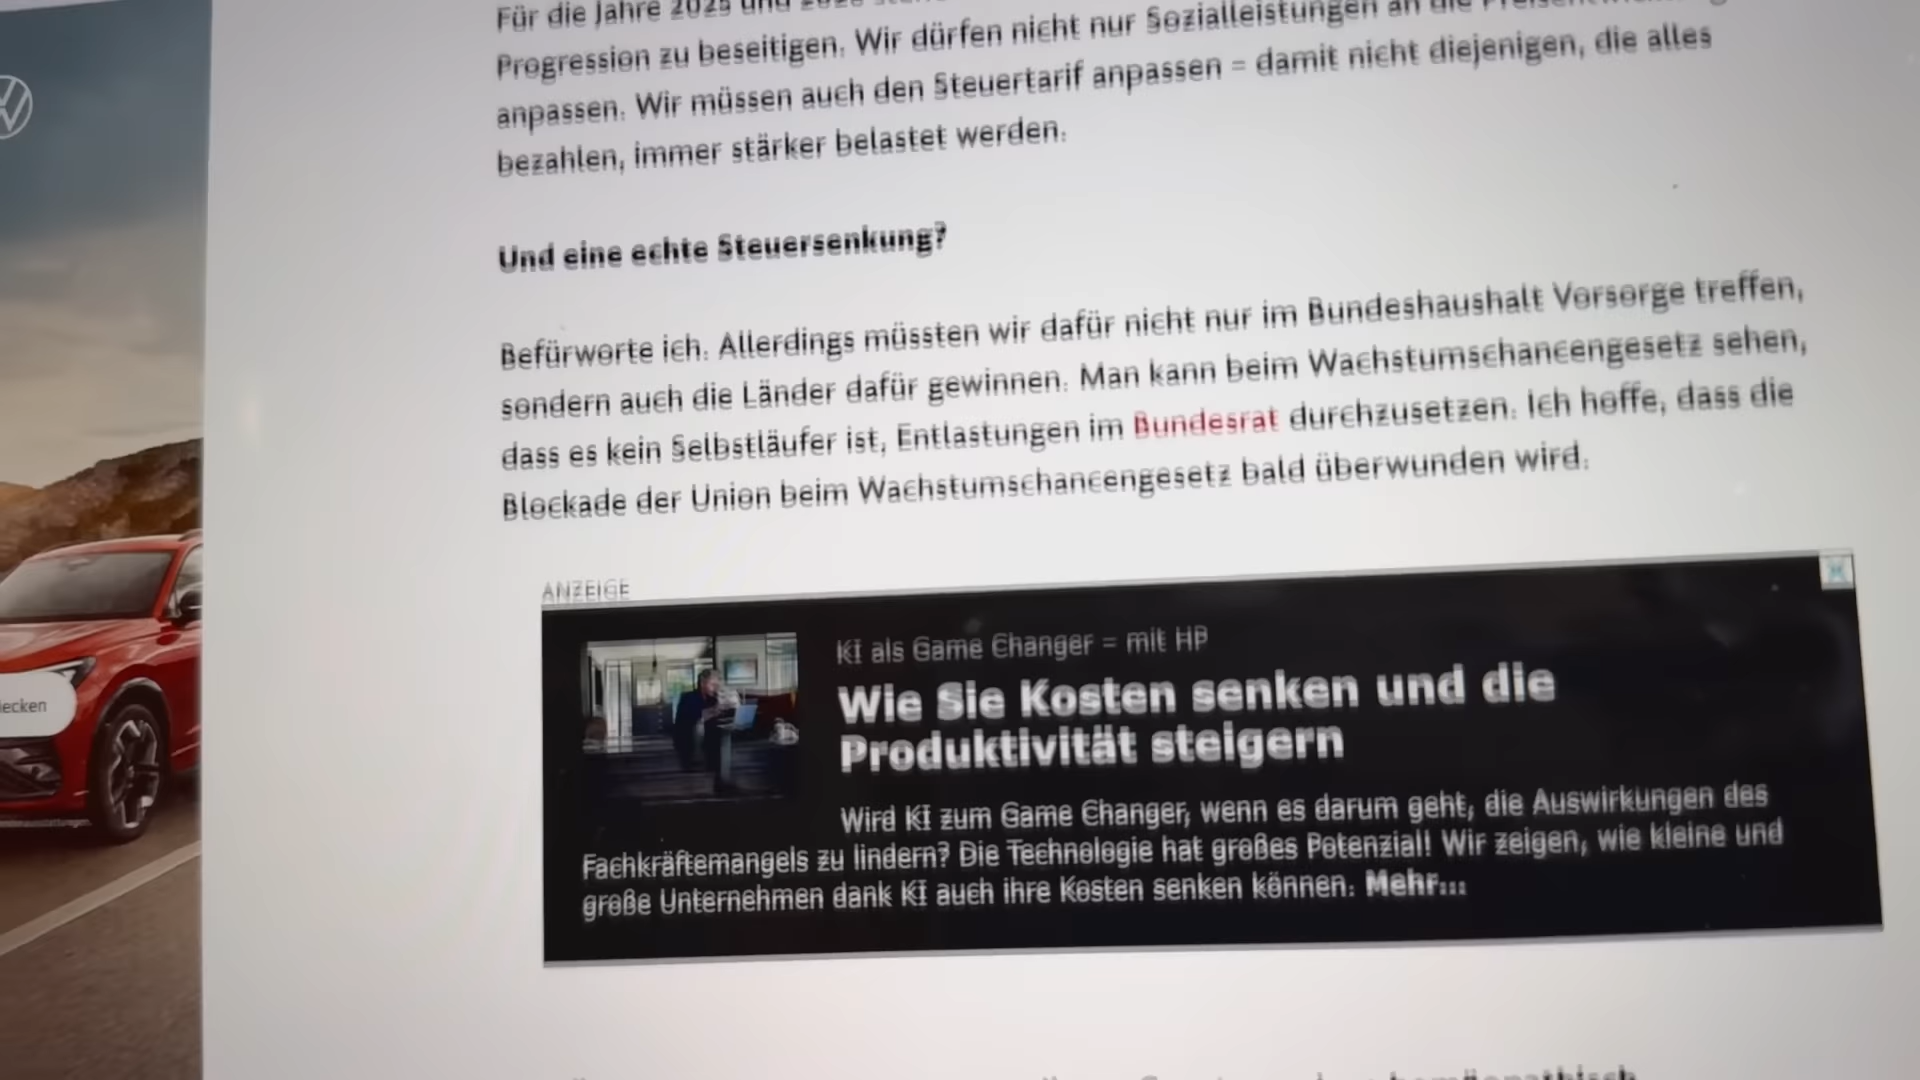 Für die Jahre 2025 und
Progression zu beseitigen. Wir dürfen nicht nur Sozialleistungen an die
anpassen. Wir müssen auch den Steuertarif anpassen – damit nicht diejenigen, die alles
bezahlen, immer stärker belastet werden.
Und eine echte Steuersenkung?
Befürworte ich. Allerdings müssten wir dafür nicht nur im Bundeshaushalt Vorsorge treffen,
sondern auch die Länder dafür gewinnen. Man kann beim Wachstumschancengesetz sehen,
dass es kein Selbstläufer ist, Entlastungen im Bundesrat durchzusetzen. Ich hoffe, dass die
Blockade der Union beim Wachstumschancengesetz bald überwunden wird.
ANZEIGE
KI als Game Changer – mit HP
Wie Sie Kosten senken und die
Produktivität steigern
Wird KI zum Game Changer, wenn es darum geht, die Auswirkungen des
Fachkräftemangels zu lindern? Die Technologie hat großes Potenzial! Wir zeigen, wie kleine und
große Unternehmen dank KI auch ihre Kosten senken können. Mehr...
ecken